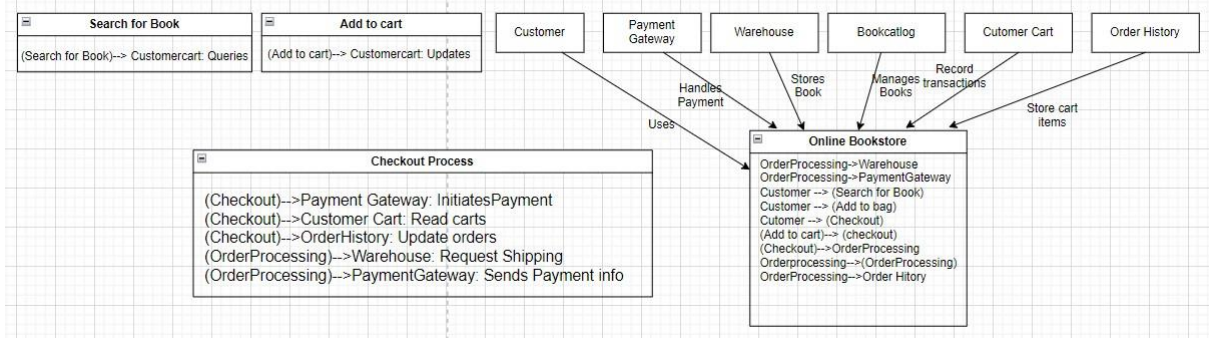 Search for Book
(Search for Book)--> Customercart: Queries
Add to cart
(Add to cart)--> Customercart: Updates
Customer
Payment
Gateway
Warehouse
Bookcatlog
Cutomer Cart
Order History
Uses
Handles
Payment
Stores
Book
Manages
Books
Record
transactions
Store cart
items
Checkout Process
(Checkout)-->Payment Gateway: InitiatesPayment
(Checkout)-->Customer Cart: Read carts
(Checkout)-->OrderHistory: Update orders
(OrderProcessing)-->Warehouse: Request Shipping
(OrderProcessing)-->PaymentGateway: Sends Payment info
Online Bookstore
OrderProcessing->Warehouse
OrderProcessing->PaymentGateway
Customer --> (Search for Book)
Customer --> (Add to bag)
Cutomer --> (Checkout)
(Add to cart)--> (checkout)
(Checkout)-->OrderProcessing
Orderprocessing-->(OrderProcessing)
OrderProcessing-->Order Hitory